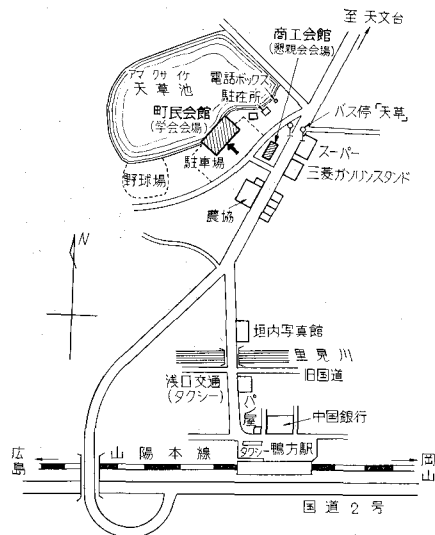 至 天文台
商工会館
(懇親会会場)
電話ボックス
駐在所
アマ クサ イケ
天草池
町民会館
(学会会場)
バス停「天草」
スーパー
三菱ガソリンスタンド
駐車場
野球場
農協
N
垣内写真館
里見川
旧国道
浅口交通
(タクシー)
パン屋
中国銀行
タクシー
鴨方駅
広島
山陽本線
岡山
国道2号